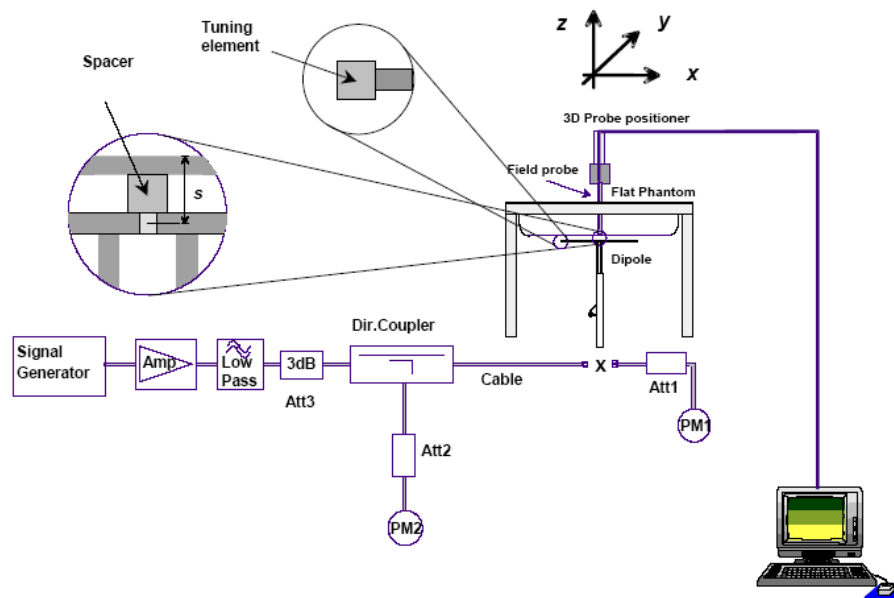 Tuning
element
Spacer
s
z
y
x
3D Probe positioner
Field probe
Flat Phantom
Dipole
Dir.Coupler
Signal
Generator
Amp
Low
Pass
3dB
Att3
Cable
X
Att1
PM1
Att2
PM2